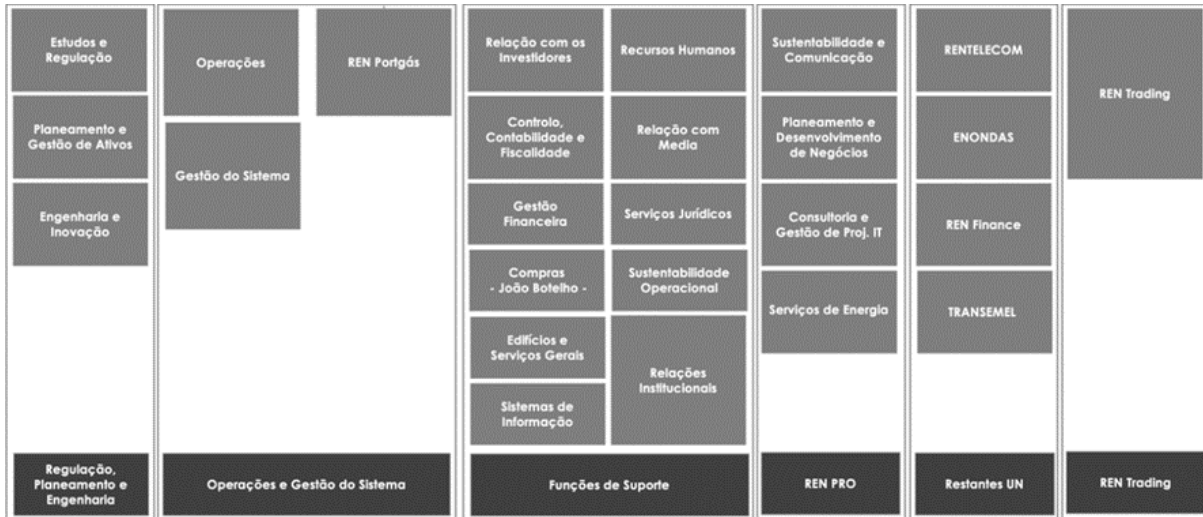 Estudos e
Regulação
Planeamento e
Gestão de Ativos
Engenharia e
Inovação
Regulação,
Planeamento e
Engenharia
Operações
REN Portgás
Gestão do Sistema
Operações e Gestão do Sistema
Relação com os
Investidores
Recursos Humanos
Controlo,
Contabilidade e
Fiscalidade
Relação com
Media
Gestão
Financeira
Serviços Jurídicos
Compras
- João Botelho -
Sustentabilidade
Operacional
Edifícios e
Serviços Gerais
Relações
Institucionais
Sistemas de
Informação
Funções de Suporte
Sustentabilidade e
Comunicação
Planeamento e
Desenvolvimento
de Negócios
Consultoria e
Gestão de Proj. IT
Serviços de Energia
REN PRO
RENTELECOM
ENONDAS
REN Finance
TRANSEMEL
Restantes UN
REN Trading
REN Trading